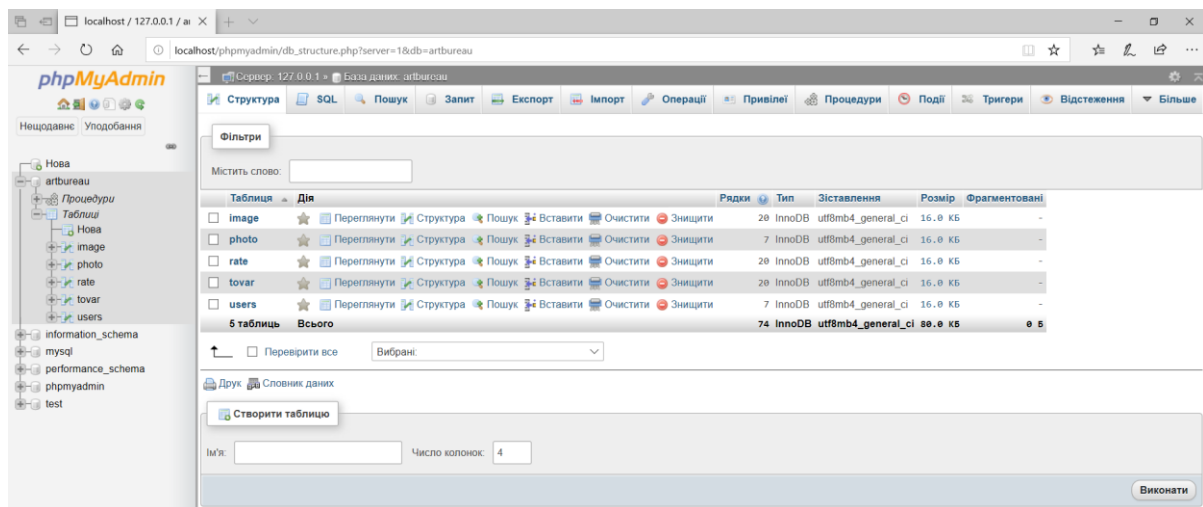 localhost / 127.0.0.1 / ar
localhost/phpmyadmin/db_structure.php?server=1&db=artbureau
phpMyAdmin
Нещодавнє Уподобання
Нова
artbureau
Процедури
Таблиці
Нова
image
photo
rate
tovar
users
information_schema
mysql
performance_schema
phpmyadmin
test
Сервер: 127.0.0.1 » База даних: artbureau
Структура SQL Пошук Запит Експорт Імпорт Операції Привілеї Процедури Події Тригери Відстеження Більше
Фільтри
Містить слово:
Таблиця Дія Рядки Тип Зіставлення Розмір Фрагментовані
image Переглянути Структура Пошук Вставити Очистити Знищити 20 InnoDB utf8mb4_general_ci 16.0 КБ -
photo Переглянути Структура Пошук Вставити Очистити Знищити 7 InnoDB utf8mb4_general_ci 16.0 КБ -
rate Переглянути Структура Пошук Вставити Очистити Знищити 20 InnoDB utf8mb4_general_ci 16.0 КБ -
tovar Переглянути Структура Пошук Вставити Очистити Знищити 20 InnoDB utf8mb4_general_ci 16.0 КБ -
users Переглянути Структура Пошук Вставити Очистити Знищити 7 InnoDB utf8mb4_general_ci 16.0 КБ -
5 таблиць Всього 74 InnoDB utf8mb4_general_ci 80.0 КБ 0 Б
Перевірити все Вибрані:
Друк Словник даних
Створити таблицю
Ім'я: Число колонок: 4
Виконати